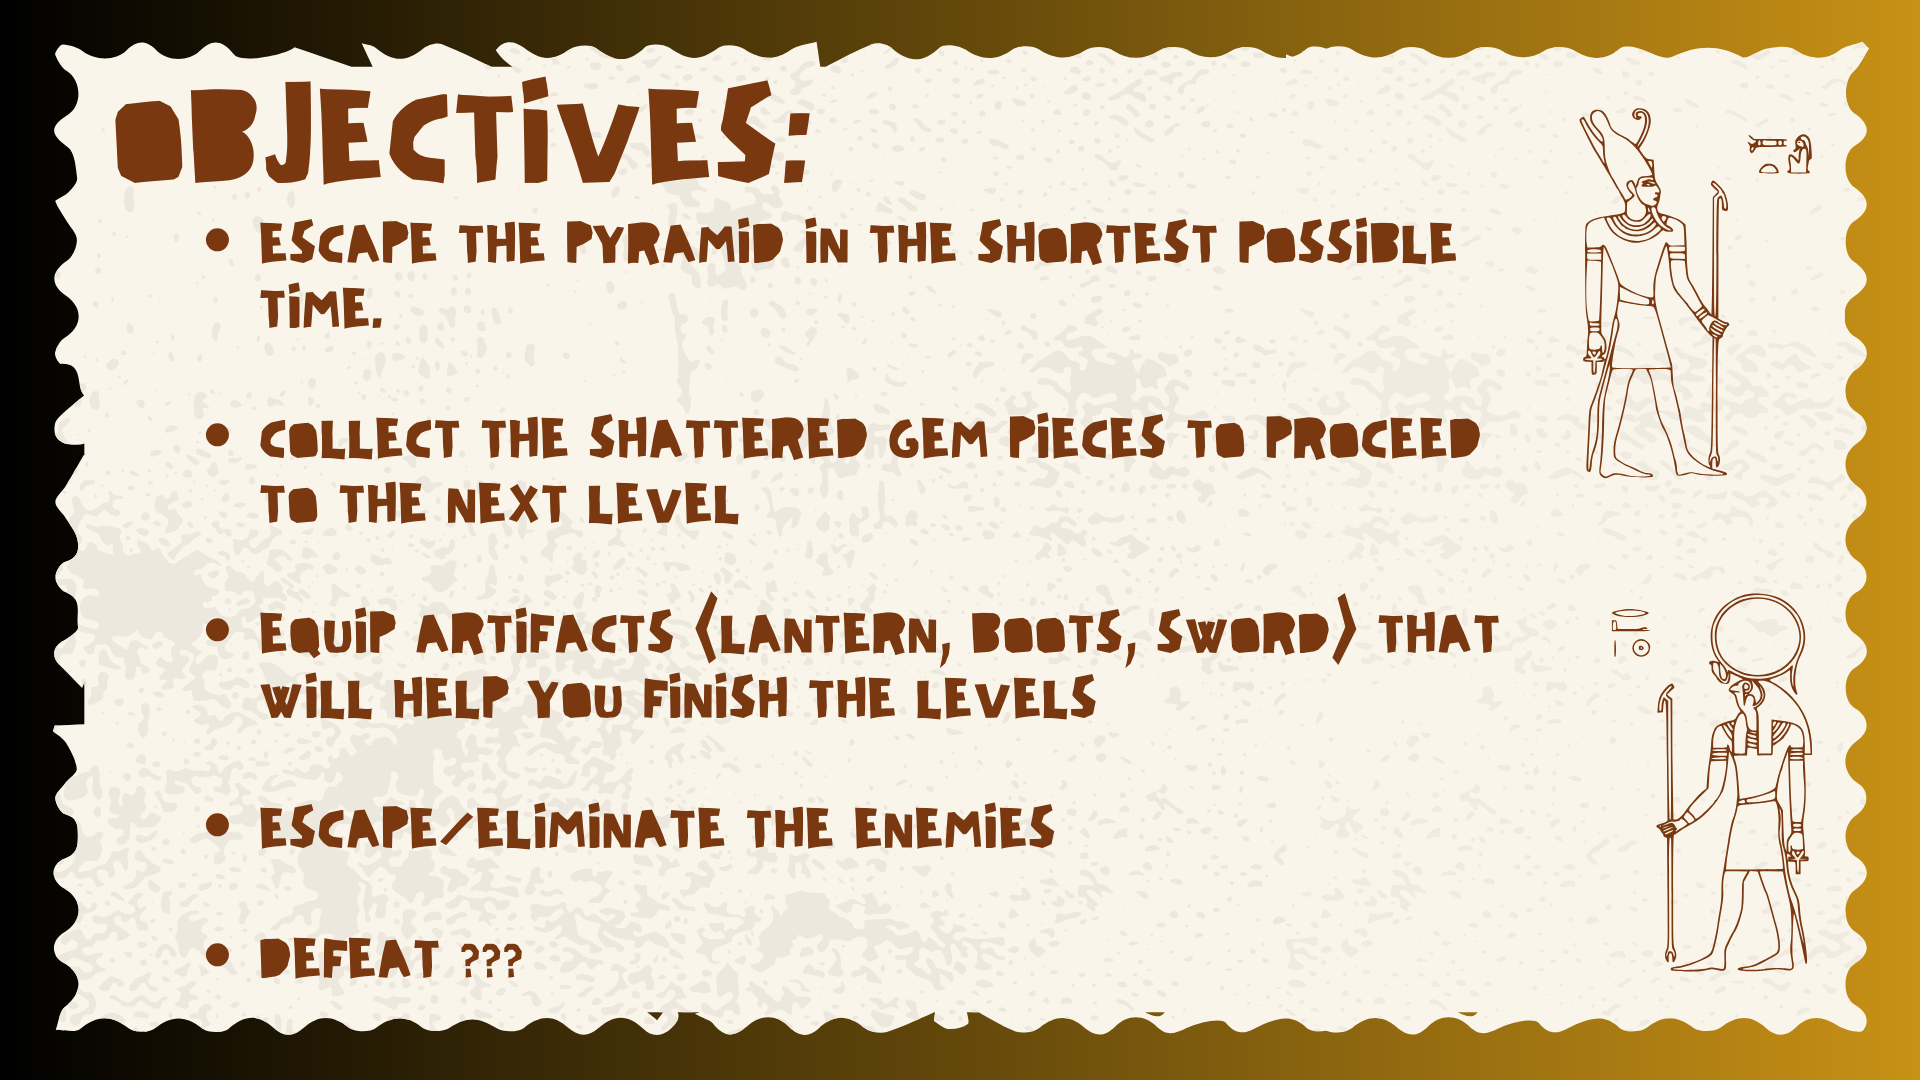 OBJECTIVES:
• ESCAPE THE PYRAMID IN THE SHORTEST POSSIBLE
TIME.
• COLLECT THE SHATTERED GEM PIECES TO PROCEED
TO THE NEXT LEVEL
• EQUIP ARTIFACTS (LANTERN, BOOTS, SWORD) THAT
WILL HELP YOU FINISH THE LEVELS
• ESCAPE/ELIMINATE THE ENEMIES
• DEFEAT ???